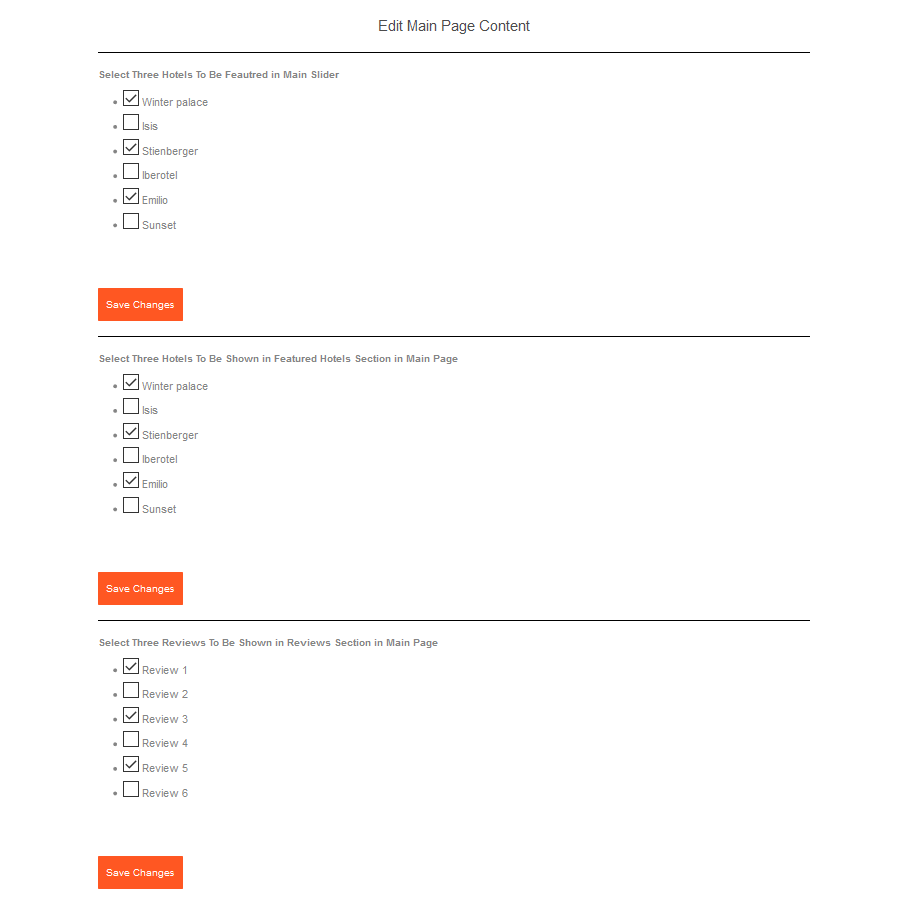 Edit Main Page Content
Select Three Hotels To Be Feautred in Main Slider
Winter palace
Isis
Stienberger
Iberotel
Emilio
Sunset
Save Changes
Select Three Hotels To Be Shown in Featured Hotels Section in Main Page
Winter palace
Isis
Stienberger
Iberotel
Emilio
Sunset
Save Changes
Select Three Reviews To Be Shown in Reviews Section in Main Page
Review 1
Review 2
Review 3
Review 4
Review 5
Review 6
Save Changes